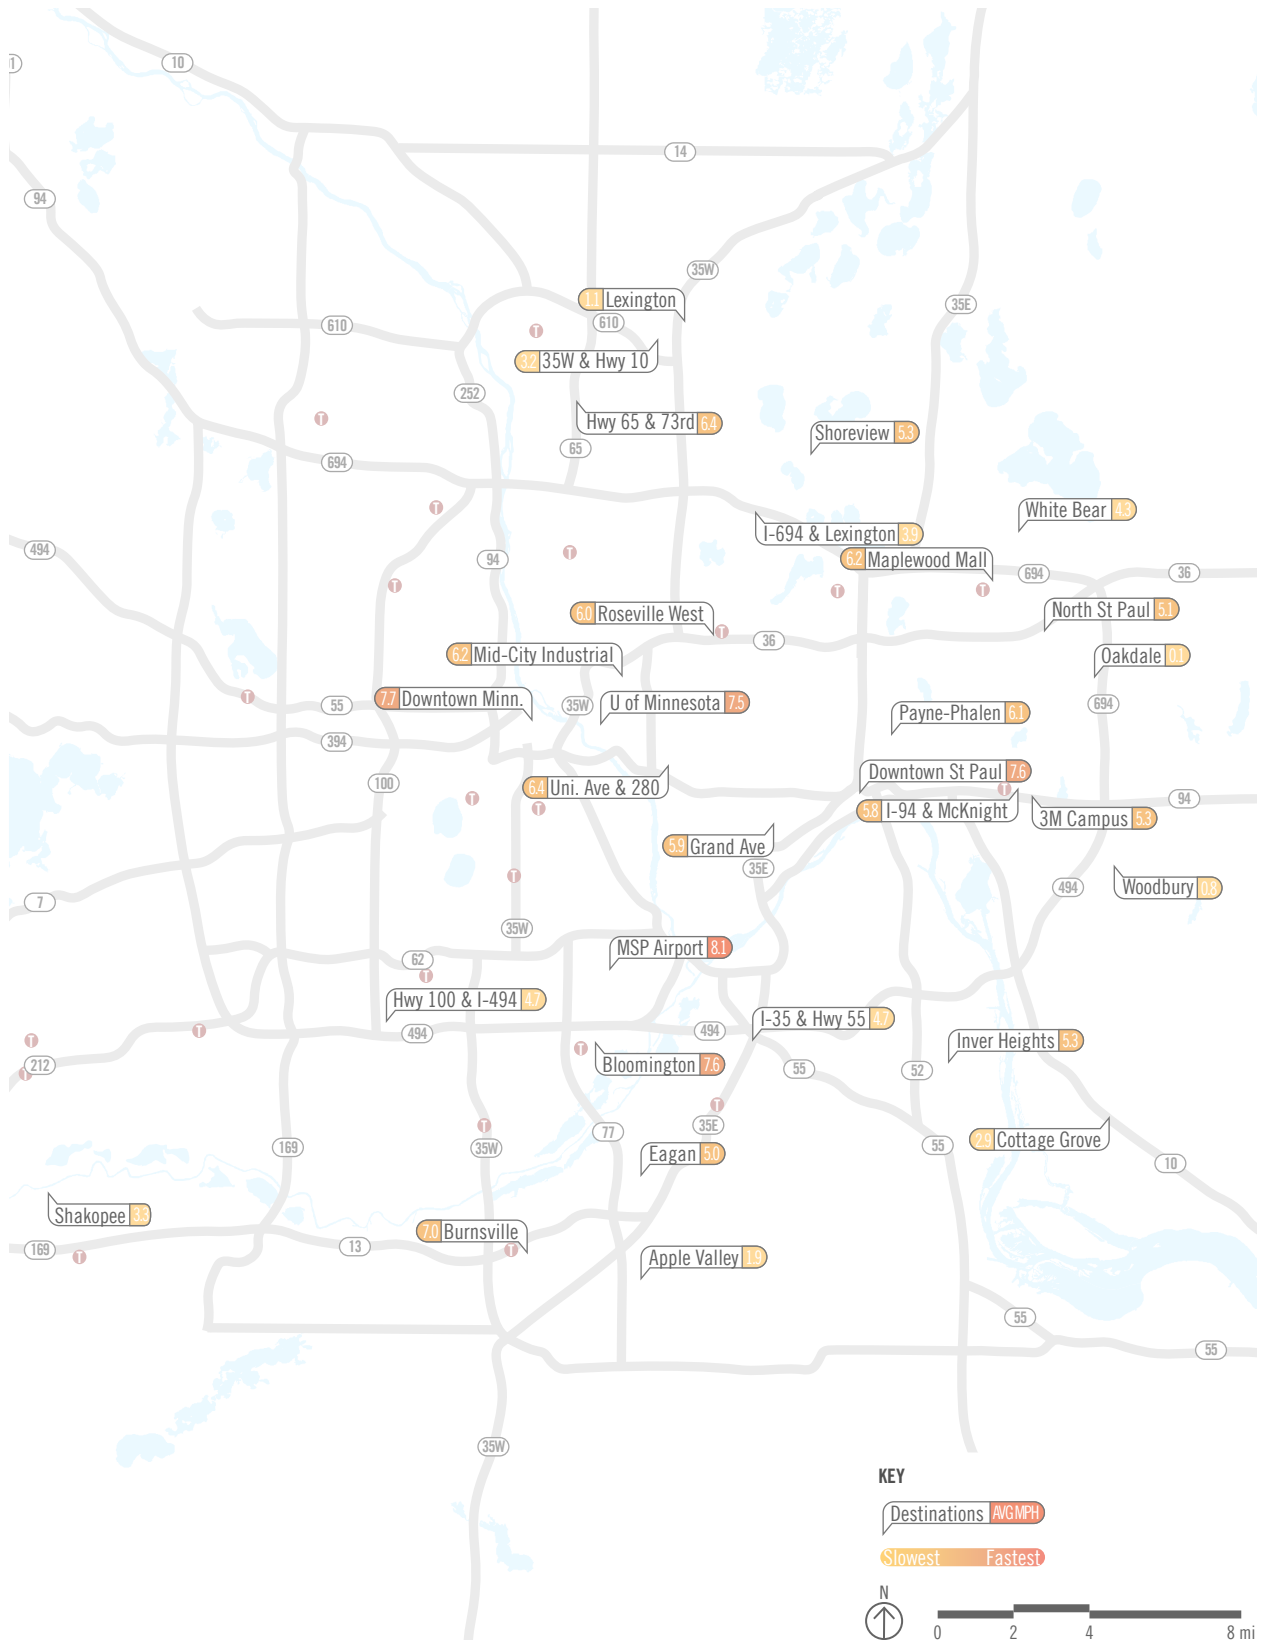 1
10
14
94
35W
35E
1.1 Lexington
610
610
T
3.2 35W & Hwy 10
252
T
Hwy 65 & 73rd 6.4
Shoreview 5.3
65
694
T
White Bear 4.3
I-694 & Lexington 3.9
494
T
94
6.2 Maplewood Mall
694
36
T
T
T
6.0 Roseville West
North St Paul 5.1
T
36
6.2 Mid-City Industrial
Oakdale 0.1
T
55
7.7 Downtown Minn.
35W
U of Minnesota 7.5
694
Payne-Phalen 6.1
394
100
Downtown St Paul 7.6
6.4 Uni. Ave & 280
T
T
T
94
5.8 I-94 & McKnight
3M Campus 5.3
5.9 Grand Ave
35E
T
494
Woodbury 0.8
7
35W
MSP Airport 8.1
62
T
Hwy 100 & I-494 4.7
I-35 & Hwy 55 4.7
T
494
494
T
Inver Heights 5.3
T
Bloomington 7.6
212
T
55
52
T
35E
T
77
2.9 Cottage Grove
169
35W
55
Eagan 5.0
10
Shakopee 3.3
7.0 Burnsville
169
T
13
T
Apple Valley 1.9
55
55
35W
KEY
Destinations AVG MPH
Slowest Fastest
N
0 2 4 8 mi